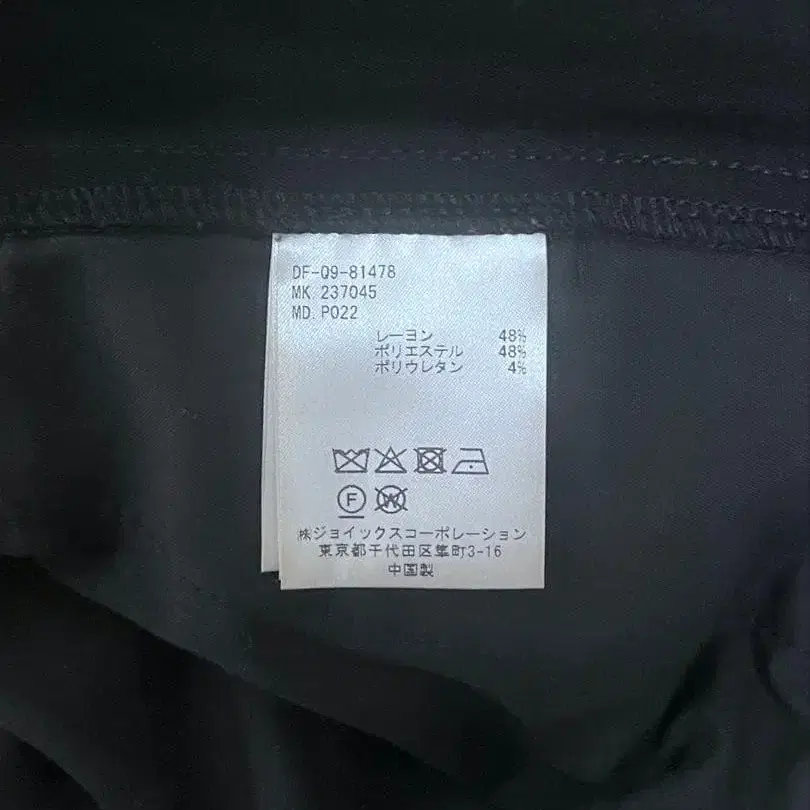 DF-Q9-81478
MK. 237045
MD. P022
レーヨン 48%
ポリエステル 48%
ポリウレタン 4%
F W
㈱ジョイックスコーポレーション
東京都千代田区隼町3-16
中国製